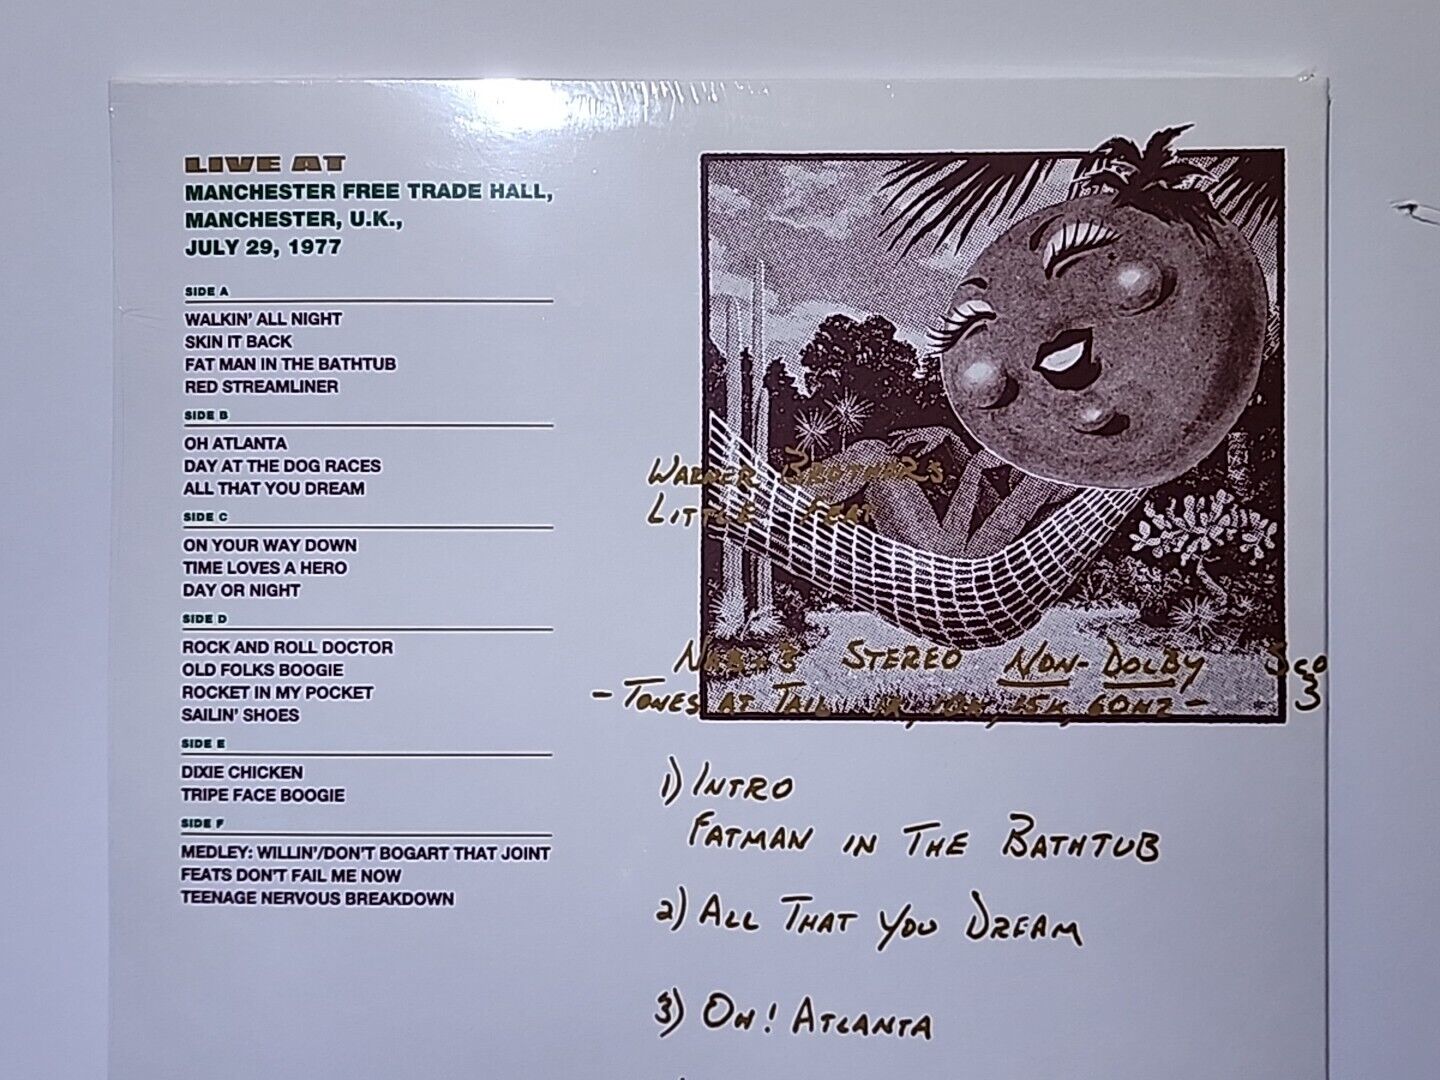 LIVE AT
MANCHESTER FREE TRADE HALL,
MANCHESTER, U.K.,
JULY 29, 1977
SIDE A
WALKIN' ALL NIGHT
SKIN IT BACK
FAT MAN IN THE BATHTUB
RED STREAMLINER
SIDE B
OH ATLANTA
DAY AT THE DOG RACES
ALL THAT YOU DREAM
SIDE C
ON YOUR WAY DOWN
TIME LOVES A HERO
DAY OR NIGHT
SIDE D
ROCK AND ROLL DOCTOR
OLD FOLKS BOOGIE
ROCKET IN MY POCKET
SAILIN' SHOES
SIDE E
DIXIE CHICKEN
TRIPE FACE BOOGIE
SIDE F
MEDLEY: WILLIN'/DON'T BOGART THAT JOINT
FEATS DON'T FAIL ME NOW
TEENAGE NERVOUS BREAKDOWN
WARNER BROTHER'S
LITTLE FEAT
STEREO NON-DOLBY
- TONES AT TAIL 10K, 15K, 60HZ -
1) INTRO
FATMAN IN THE BATHTUB
2) ALL THAT YOU DREAM
3) OH! ATLANTA